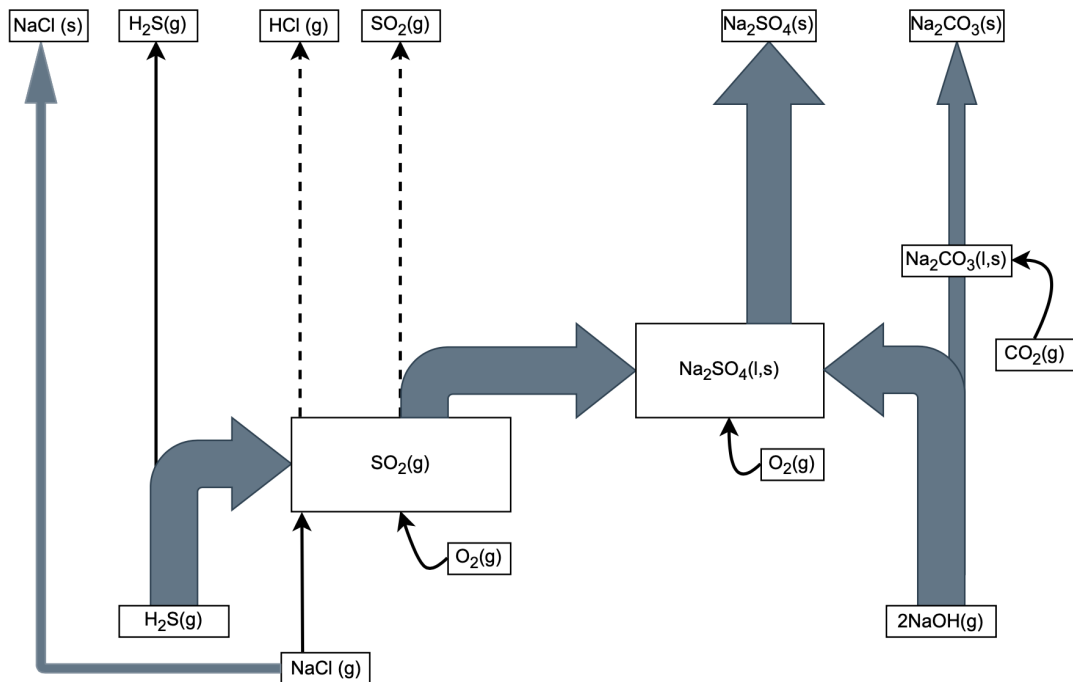 NaCl (s)
H₂S(g)
HCl (g)
SO₂(g)
Na₂SO₄(s)
Na₂CO₃(s)
Na₂CO₃(l,s)
CO₂(g)
Na₂SO₄(l,s)
SO₂(g)
O₂(g)
O₂(g)
H₂S(g)
2NaOH(g)
NaCl (g)